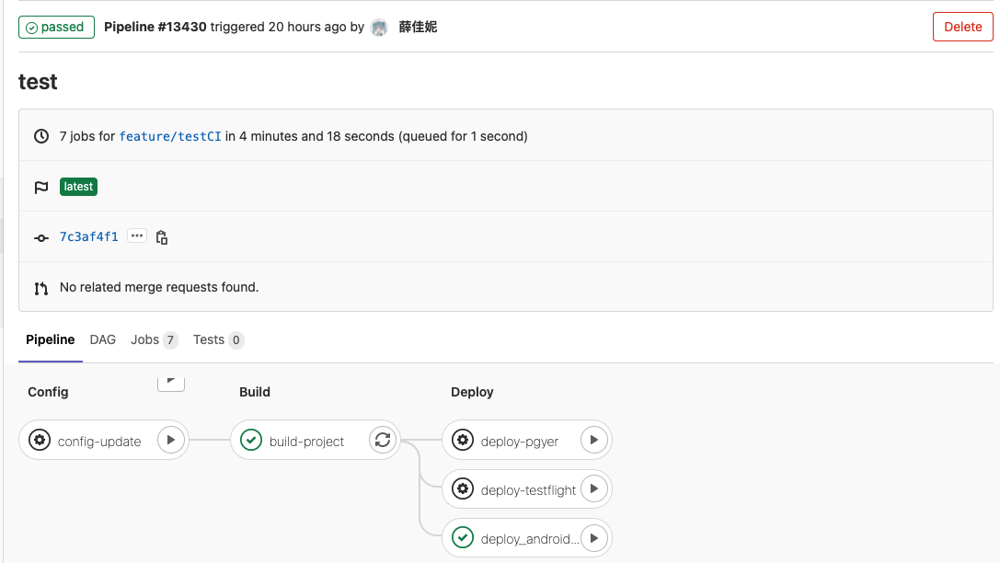 passed Pipeline #13430 triggered 20 hours ago by 薛佳妮 Delete
test
7 jobs for feature/testCI in 4 minutes and 18 seconds (queued for 1 second)
latest
7c3af4f1 ...
No related merge requests found.
Pipeline DAG Jobs 7 Tests 0
Config Build Deploy
config-update build-project deploy-pgyer
deploy-testflight
deploy_android...